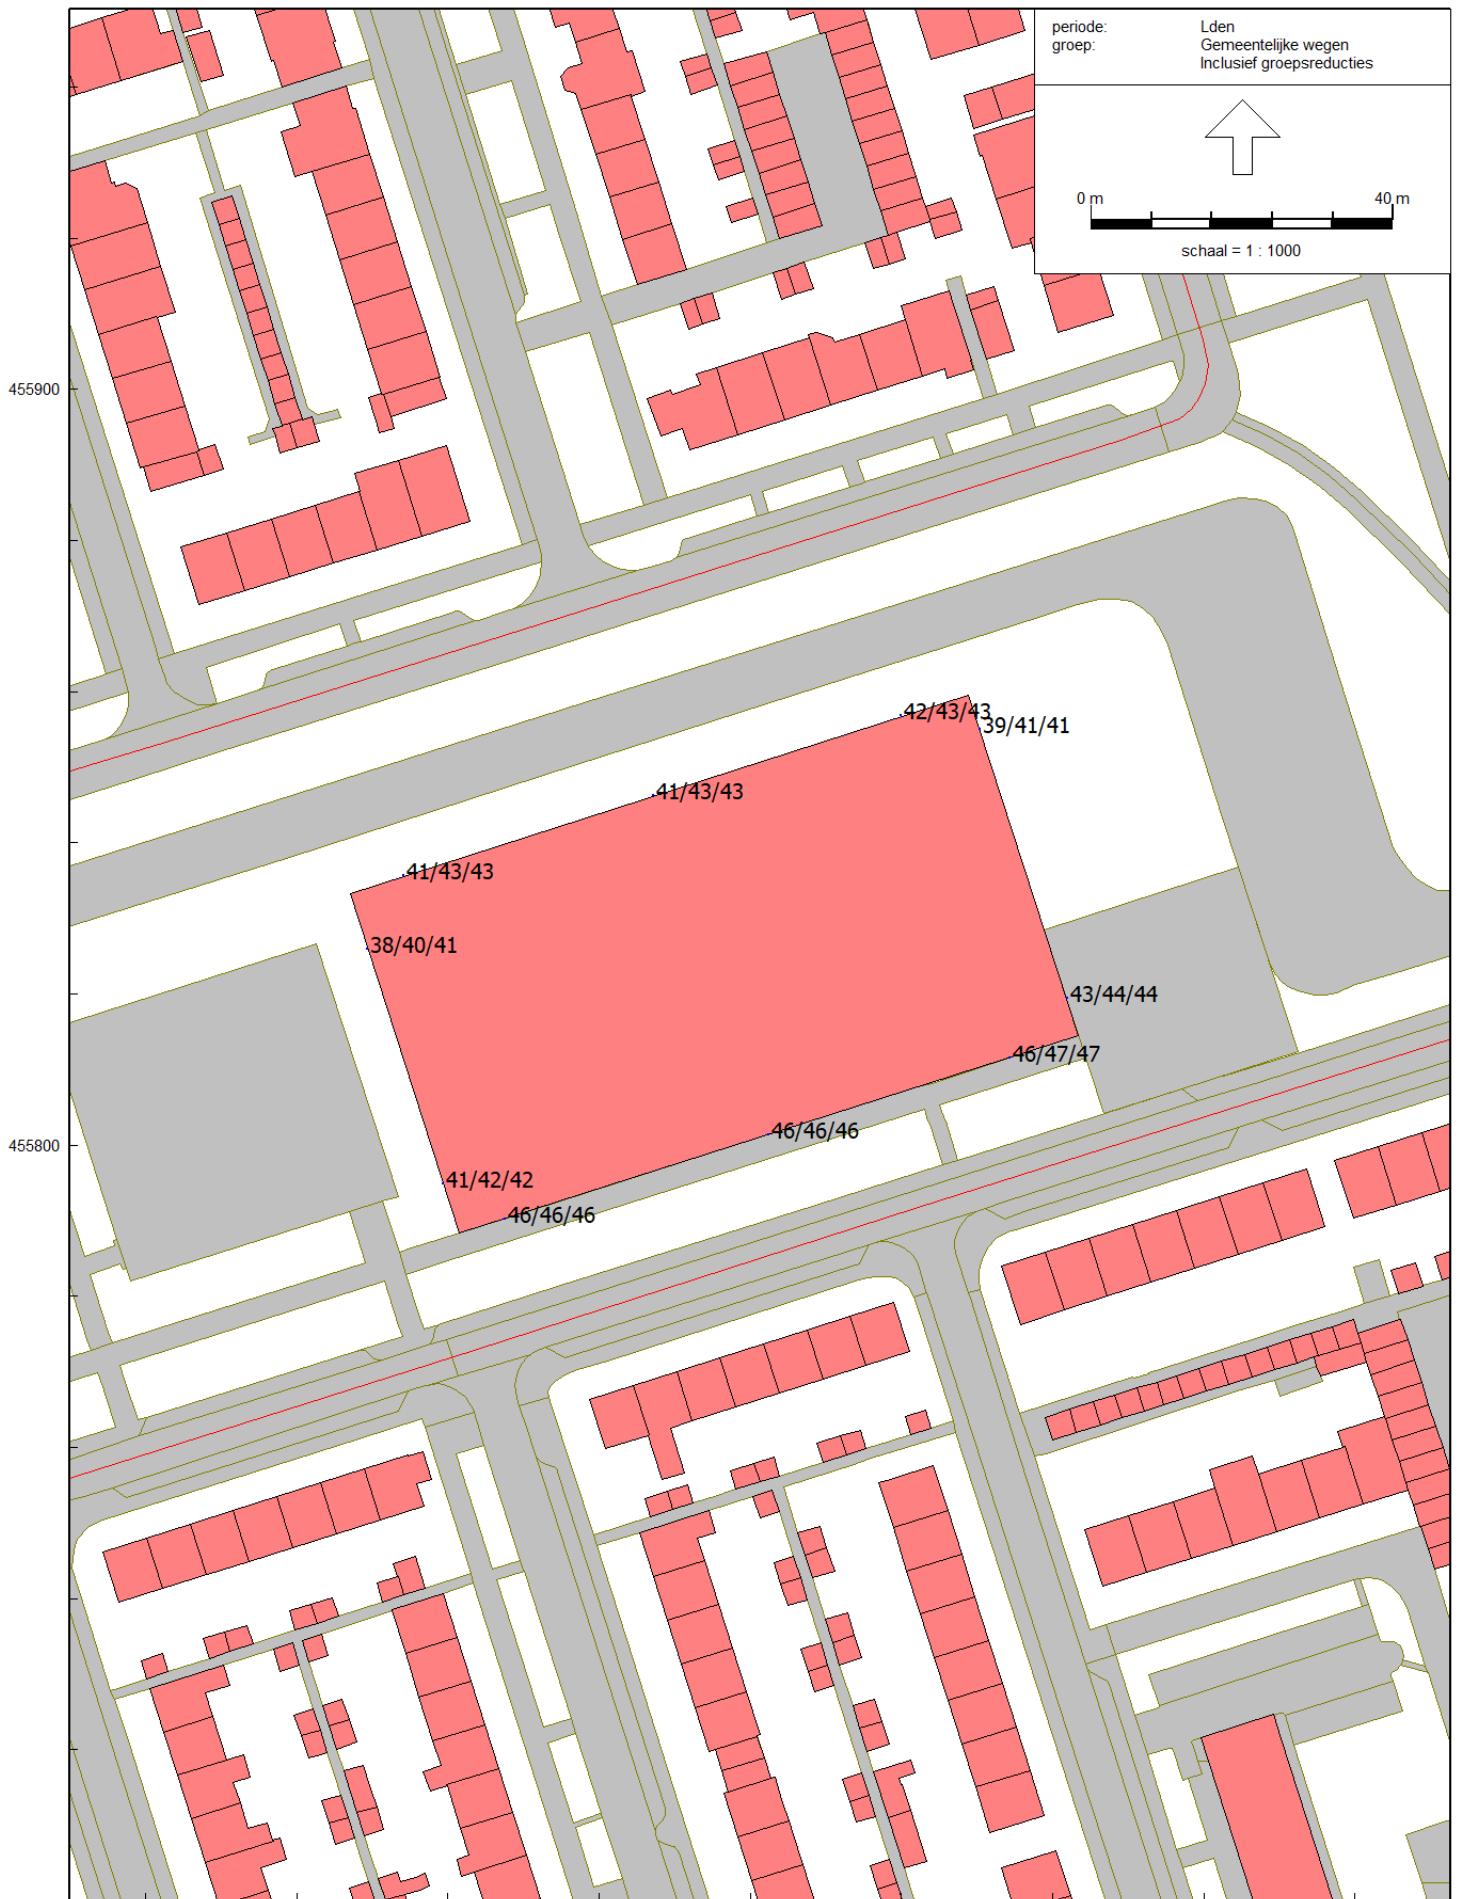 periode: Lden
groep: Gemeentelijke wegen
Inclusief groepsreducties
0 m 40 m
schaal = 1 : 1000
455900
42/43/43
39/41/41
41/43/43
41/43/43
38/40/41
43/44/44
46/47/47
455800
46/46/46
41/42/42
46/46/46